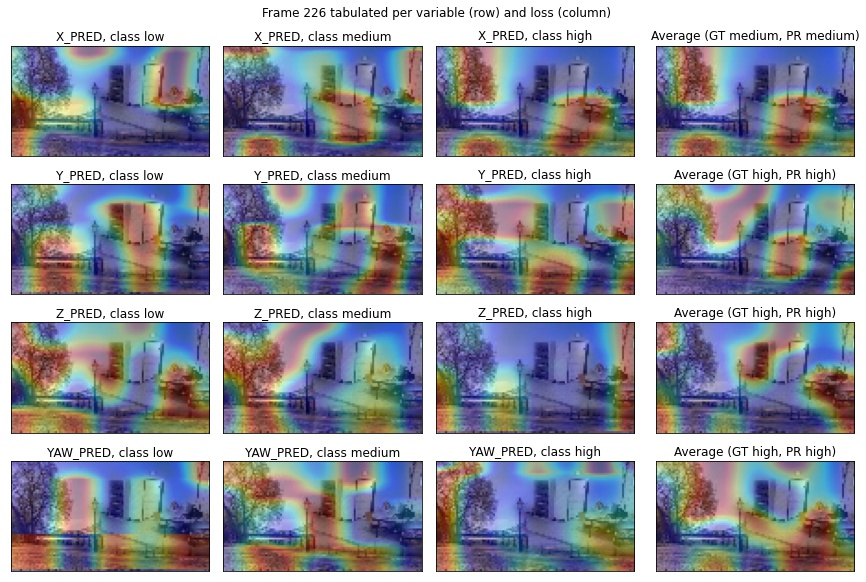 Frame 226 tabulated per variable (row) and loss (column)
X_PRED, class low
X_PRED, class medium
X_PRED, class high
Average (GT medium, PR medium)
Y_PRED, class low
Y_PRED, class medium
Y_PRED, class high
Average (GT high, PR high)
Z_PRED, class low
Z_PRED, class medium
Z_PRED, class high
Average (GT high, PR high)
YAW_PRED, class low
YAW_PRED, class medium
YAW_PRED, class high
Average (GT high, PR high)